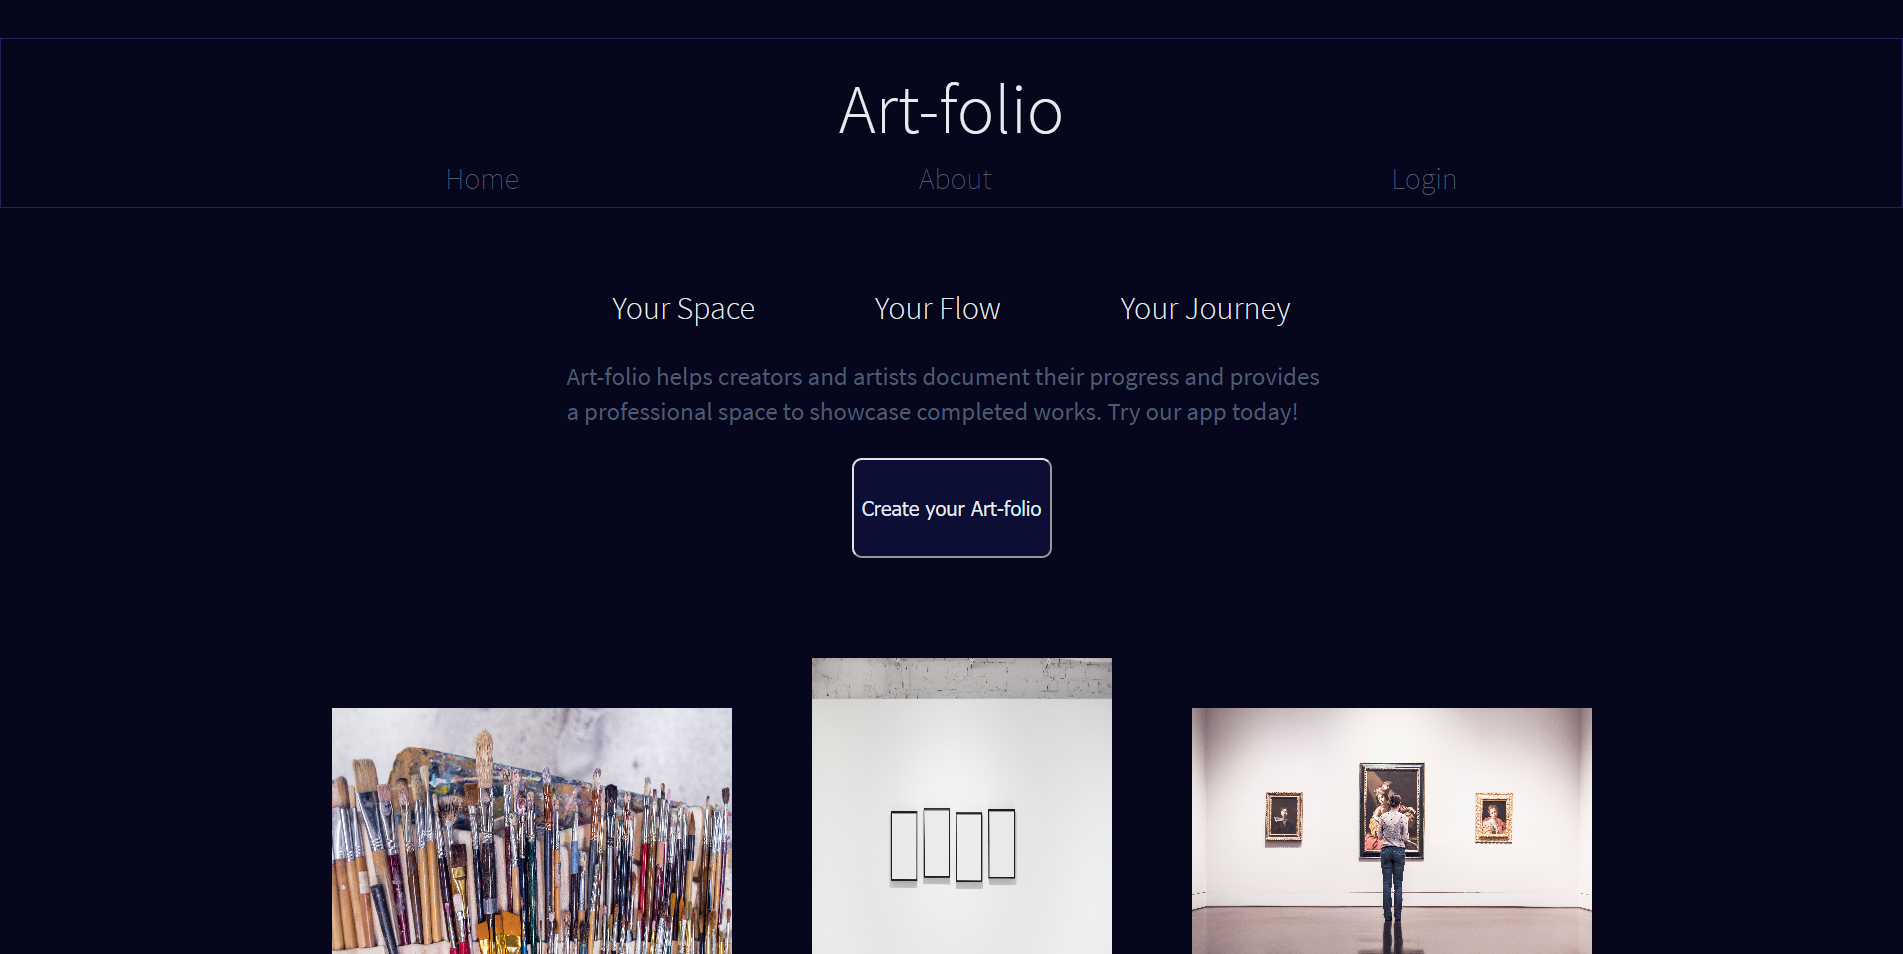 Art-folio
Home About Login
Your Space Your Flow Your Journey
Art-folio helps creators and artists document their progress and provides
a professional space to showcase completed works. Try our app today!
Create your Art-folio